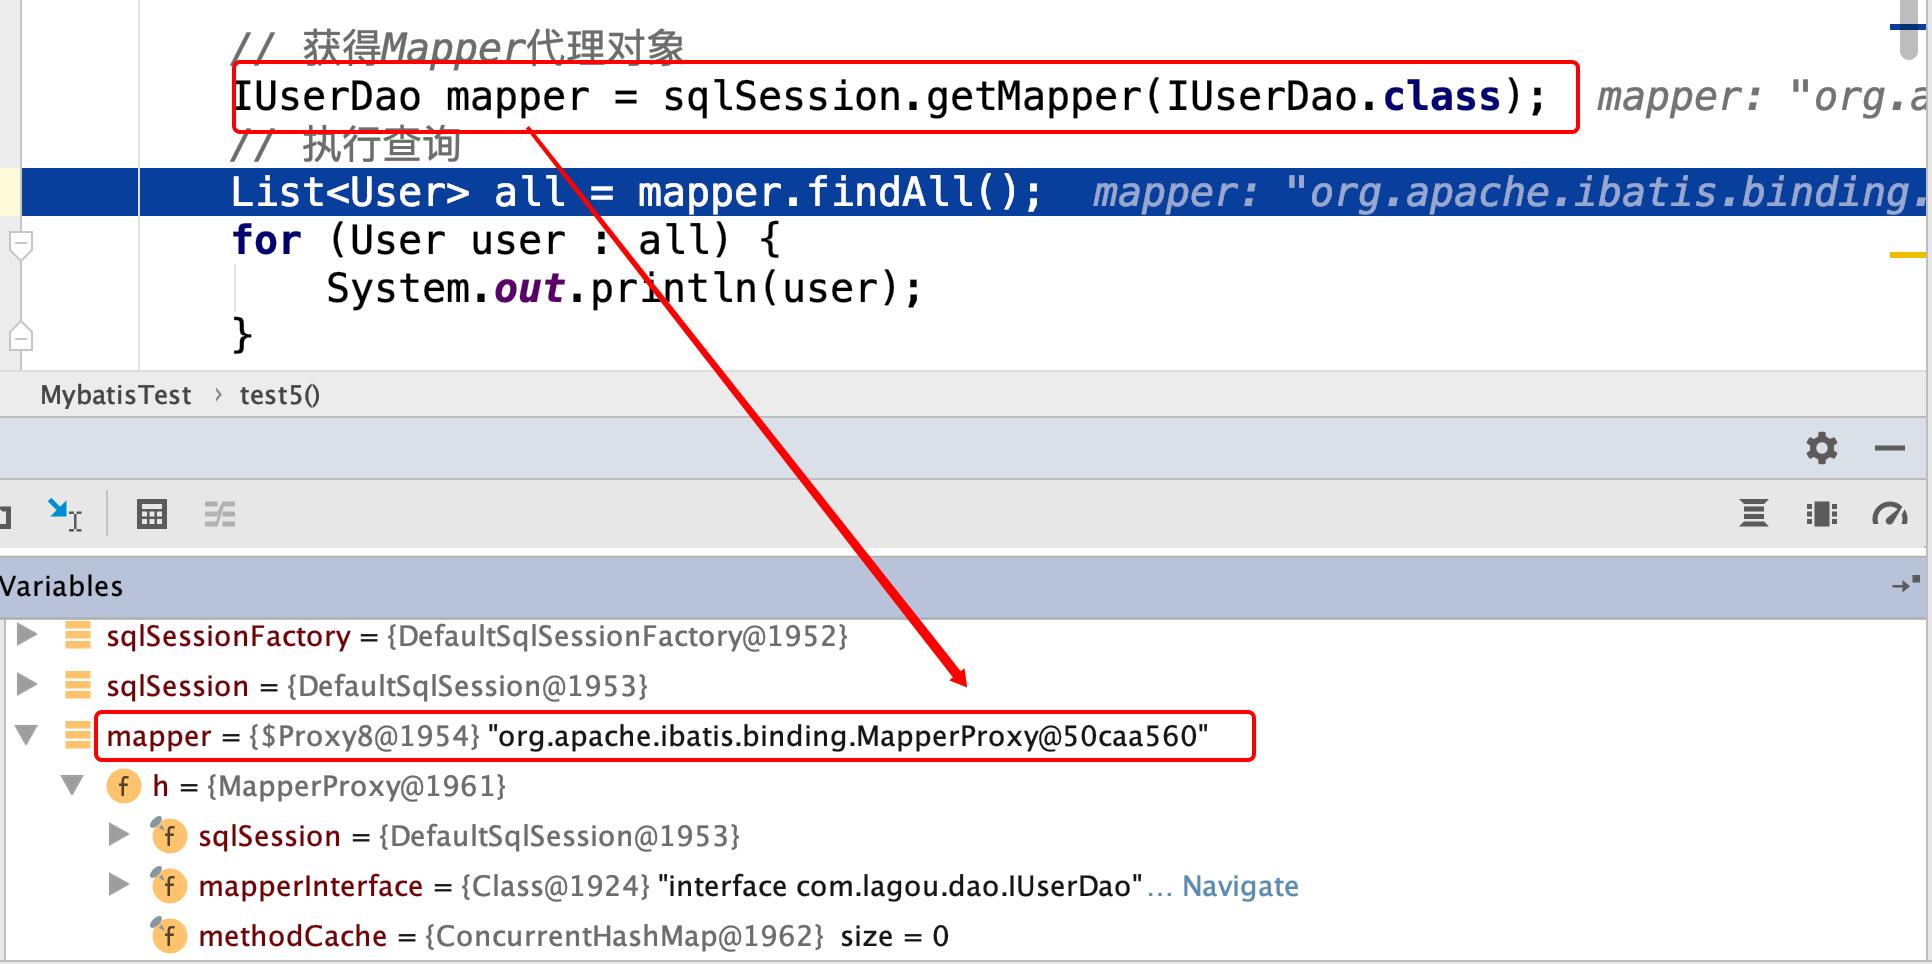 // 获得Mapper代理对象
IUserDao mapper = sqlSession.getMapper(IUserDao.class); mapper: "org.a
// 执行查询
List<User> all = mapper.findAll(); mapper: "org.apache.ibatis.binding.
for (User user : all) {
System.out.println(user);
}
MybatisTest › test5()
Variables
sqlSessionFactory = {DefaultSqlSessionFactory@1952}
sqlSession = {DefaultSqlSession@1953}
mapper = {$Proxy8@1954} "org.apache.ibatis.binding.MapperProxy@50caa560"
f h = {MapperProxy@1961}
f sqlSession = {DefaultSqlSession@1953}
f mapperInterface = {Class@1924} "interface com.lagou.dao.IUserDao" ... Navigate
f methodCache = {ConcurrentHashMap@1962} size = 0